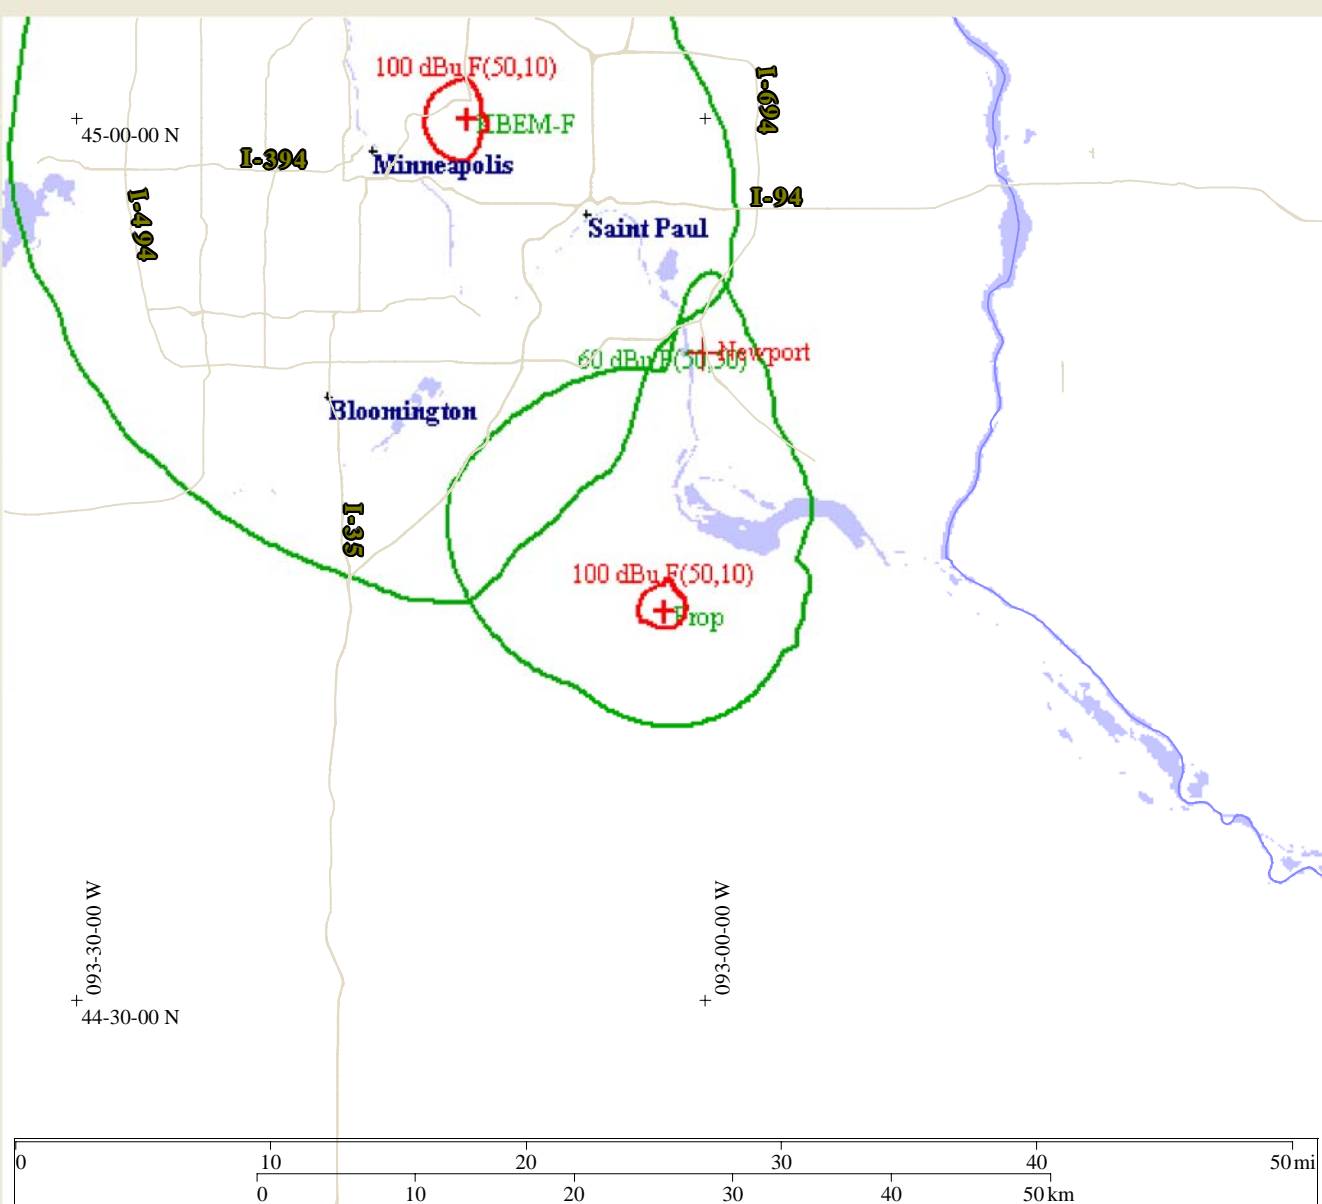 100 dBu F(50,10)
KBEM-F
I-694
45-00-00 N
I-394
Minneapolis
I-494
I-94
Saint Paul
60 dBu F(50,50)
Newport
Bloomington
I-35
100 dBu F(50,10)
Prop
093-30-00 W
093-00-00 W
44-30-00 N
0 10 20 30 40 50 mi
0 10 20 30 40 50 km